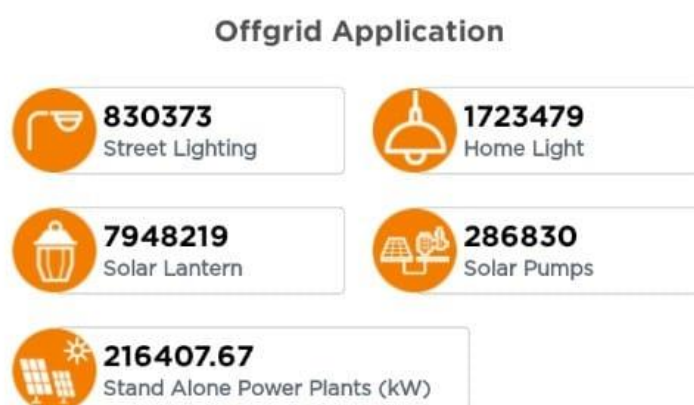 Offgrid Application
830373
Street Lighting
1723479
Home Light
7948219
Solar Lantern
286830
Solar Pumps
216407.67
Stand Alone Power Plants (kW)